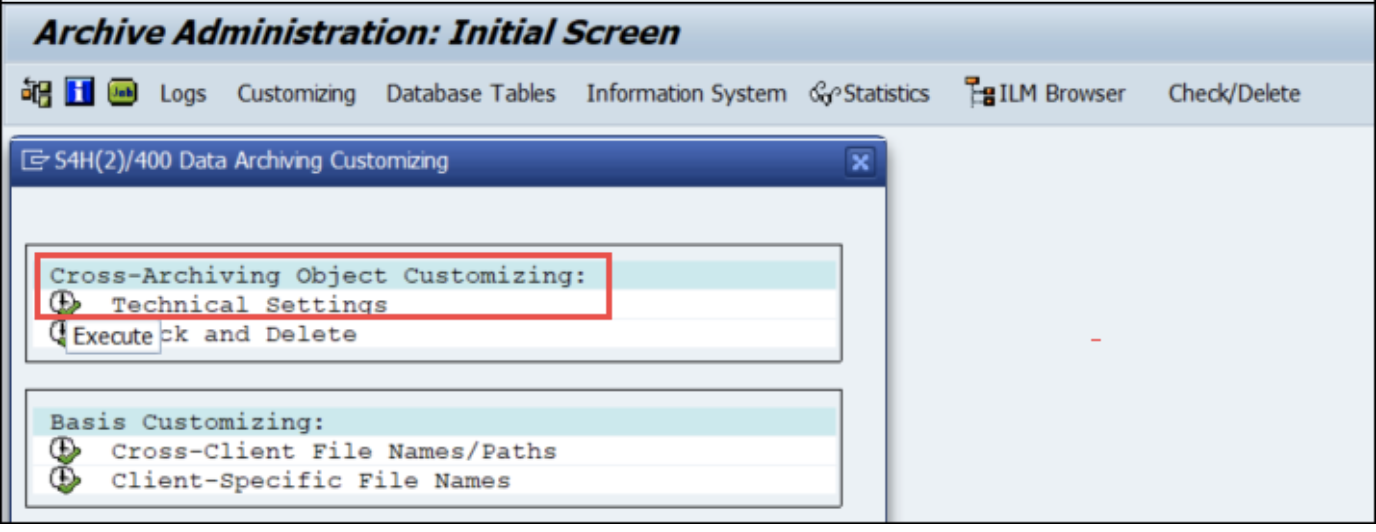 Archive Administration: Initial Screen
Job Logs Customizing Database Tables Information System Statistics ILM Browser Check/Delete
S4H(2)/400 Data Archiving Customizing
Cross-Archiving Object Customizing:
Technical Settings
Execute ck and Delete
Basis Customizing:
Cross-Client File Names/Paths
Client-Specific File Names